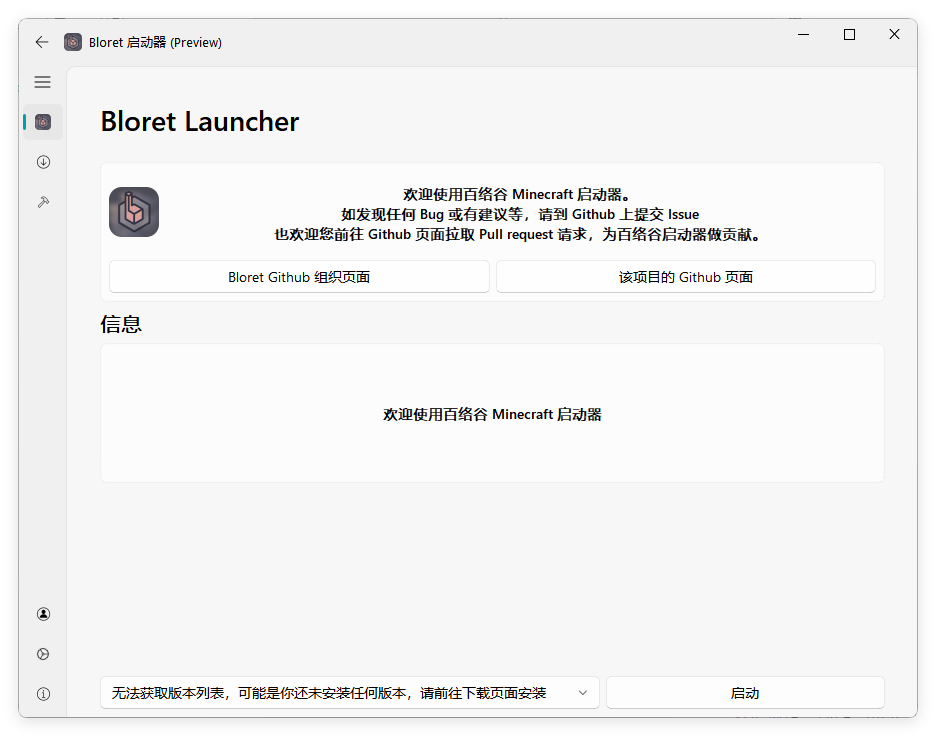 Bloret 启动器 (Preview)
Bloret Launcher
欢迎使用百络谷 Minecraft 启动器。
如发现任何 Bug 或有建议等，请到 Github 上提交 Issue
也欢迎您前往 Github 页面拉取 Pull request 请求，为百络谷启动器做贡献。
Bloret Github 组织页面
该项目的 Github 页面
信息
欢迎使用百络谷 Minecraft 启动器
无法获取版本列表，可能是你还未安装任何版本，请前往下载页面安装
启动